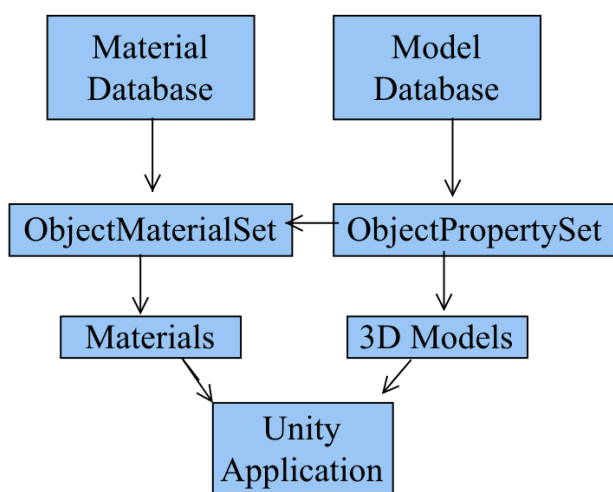 Material
Database
Model
Database
ObjectMaterialSet
ObjectPropertySet
Materials
3D Models
Unity
Application